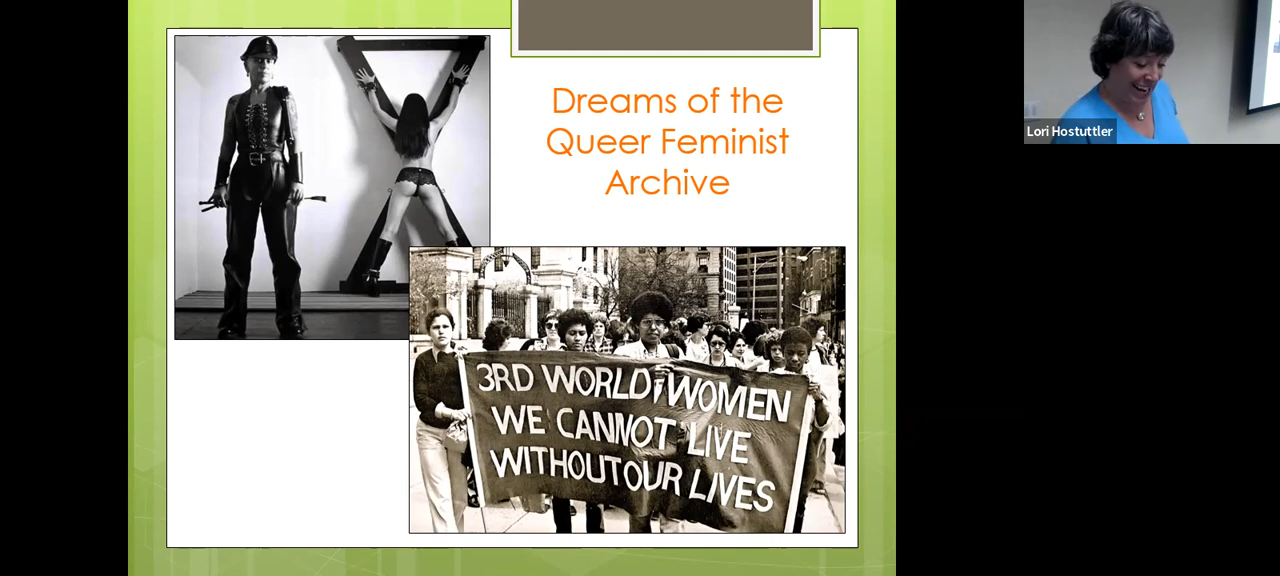 Dreams of the
Queer Feminist
Archive
Lori Hostuttler
3RD WORLD WOMEN
WE CANNOT LIVE
WITHOUT OUR LIVES